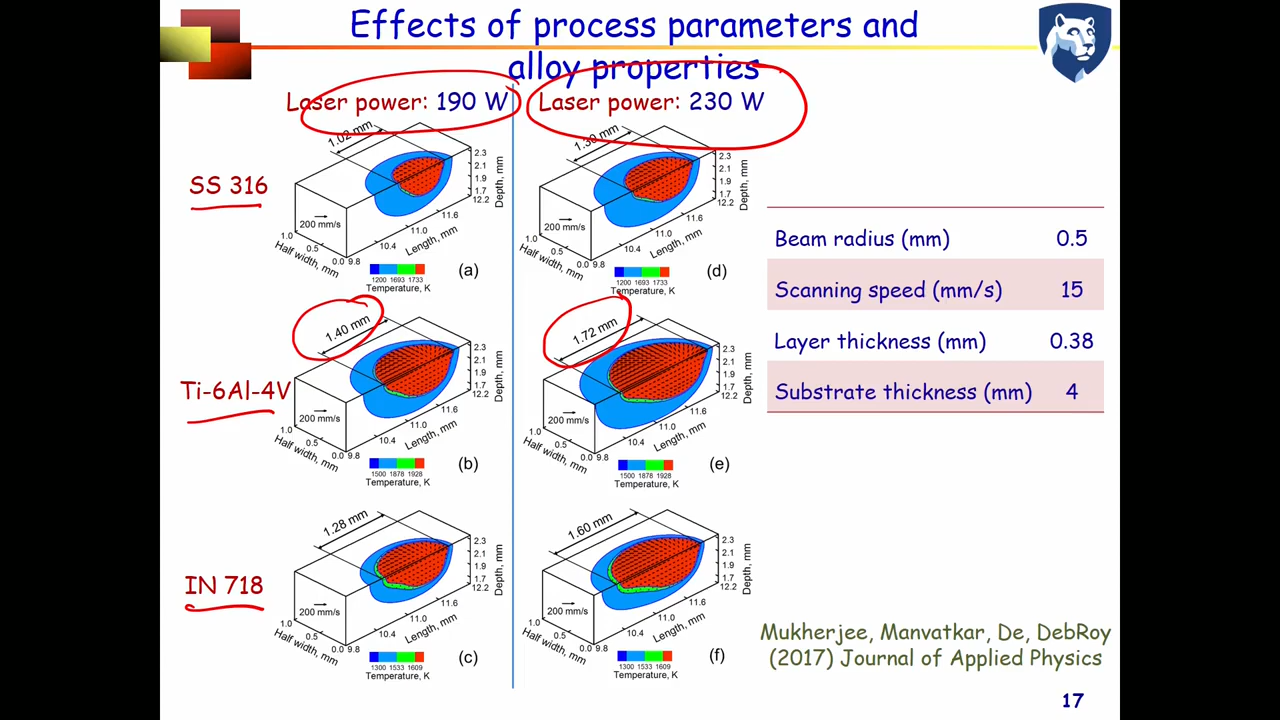 Effects of process parameters and
alloy properties
Laser power: 190 W
Laser power: 230 W
SS 316
1.02 mm
2.3
2.1
1.9
1.7
12.2
Depth, mm
11.6
11.0
10.4
Length, mm
200 mm/s
1.0
0.5
0.0 9.8
Half width, mm
1200 1693 1733
Temperature, K
(a)
1.30 mm
2.3
2.1
1.9
1.7
12.2
Depth, mm
11.6
11.0
10.4
Length, mm
200 mm/s
1.0
0.5
0.0 9.8
Half width, mm
1200 1693 1733
Temperature, K
(d)
Ti-6Al-4V
1.40 mm
2.3
2.1
1.9
1.7
12.2
Depth, mm
11.6
11.0
10.4
Length, mm
200 mm/s
1.0
0.5
0.0 9.8
Half width, mm
1500 1878 1928
Temperature, K
(b)
1.72 mm
2.3
2.1
1.9
1.7
12.2
Depth, mm
11.6
11.0
10.4
Length, mm
200 mm/s
1.0
0.5
0.0 9.8
Half width, mm
1500 1878 1928
Temperature, K
(e)
IN 718
1.28 mm
2.3
2.1
1.9
1.7
12.2
Depth, mm
11.6
11.0
10.4
Length, mm
200 mm/s
1.0
0.5
0.0 9.8
Half width, mm
1300 1533 1609
Temperature, K
(c)
1.60 mm
2.3
2.1
1.9
1.7
12.2
Depth, mm
11.6
11.0
10.4
Length, mm
200 mm/s
1.0
0.5
0.0 9.8
Half width, mm
1300 1533 1609
Temperature, K
(f)
Beam radius (mm) 0.5
Scanning speed (mm/s) 15
Layer thickness (mm) 0.38
Substrate thickness (mm) 4
Mukherjee, Manvatkar, De, DebRoy
(2017) Journal of Applied Physics
17